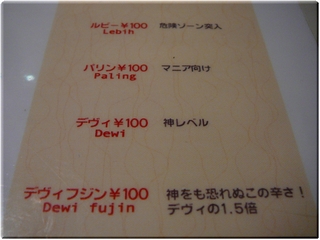 ルビー¥100 危険ゾーン突入
Lebih
パリン¥100 マニア向け
Paling
デヴィ¥100 神レベル
Dewi
デヴィフジン¥100 神をも恐れぬこの辛さ!
Dewi fujin デヴィの1.5倍